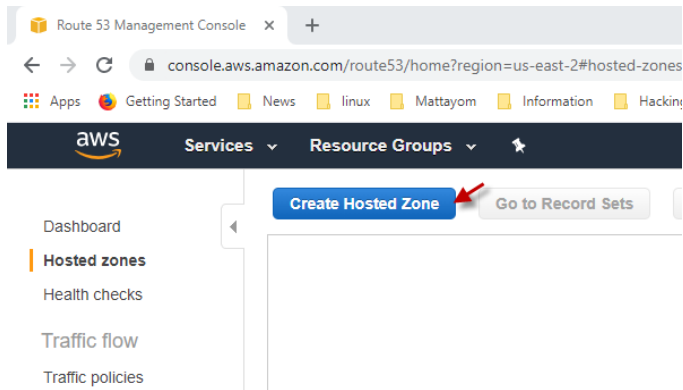 Route 53 Management Console
console.aws.amazon.com/route53/home?region=us-east-2#hosted-zones
Apps Getting Started News linux Mattayom Information Hacking
aws Services Resource Groups
Create Hosted Zone Go to Record Sets
Dashboard
Hosted zones
Health checks
Traffic flow
Traffic policies